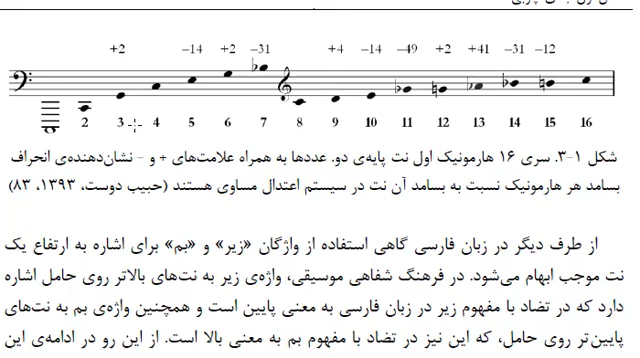 +2 −14 +2 −31 +4 −14 −49 +2 +41 −31 −12
2 3 4 5 6 7 8 9 10 11 12 13 14 15 16
شکل ۱-۳. سری ۱۶ هارمونیک اول نت پایه‌ی دو. عددها به همراه علامت‌های + و - نشان‌دهنده‌ی انحراف
بسامد هر هارمونیک نسبت به بسامد آن نت در سیستم اعتدال مساوی هستند (حبیب دوست، ۱۳۹۳، ۸۳)
از طرف دیگر در زبان فارسی گاهی استفاده از واژگان «زیر» و «بم» برای اشاره به ارتفاع یک
نت موجب ابهام می‌شود. در فرهنگ شفاهی موسیقی، واژه‌ی زیر به نت‌های بالاتر روی حامل اشاره
دارد که در تضاد با مفهوم زیر در زبان فارسی به معنی پایین است و همچنین واژه‌ی بم به نت‌های
پایین‌تر روی حامل، که این نیز در تضاد با مفهوم بم به معنی بالا است. از این رو در ادامه‌ی این